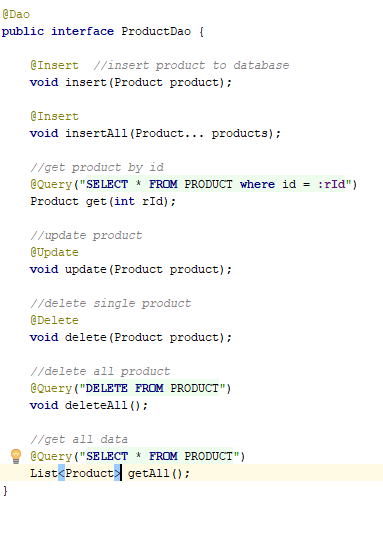 @Dao
public interface ProductDao {
@Insert  //insert product to database
void insert(Product product);
@Insert
void insertAll(Product... products);
//get product by id
@Query("SELECT * FROM PRODUCT where id = :rId")
Product get(int rId);
//update product
@Update
void update(Product product);
//delete single product
@Delete
void delete(Product product);
//delete all product
@Query("DELETE FROM PRODUCT")
void deleteAll();
//get all data
@Query("SELECT * FROM PRODUCT")
List<Product> getAll();
}